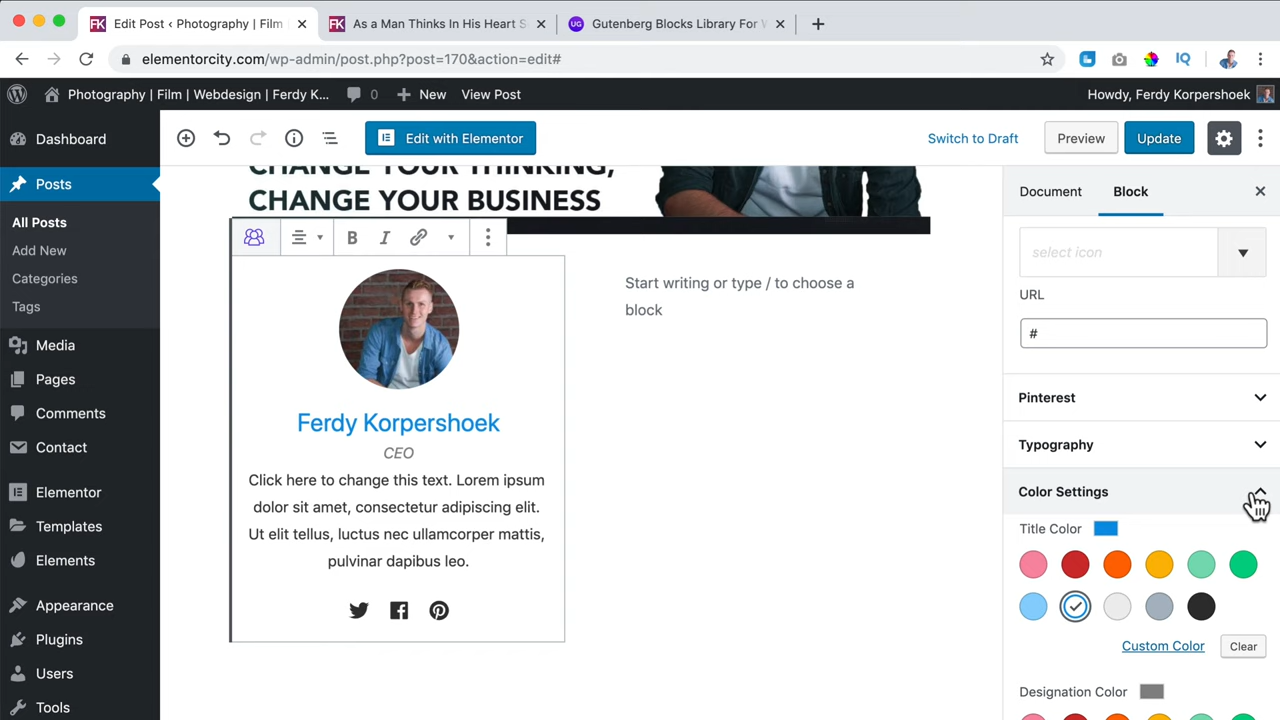 Edit Post ‹ Photography | Film |
As a Man Thinks In His Heart S
UG
Gutenberg Blocks Library For W
elementorcity.com/wp-admin/post.php?post=170&action=edit#
Photography | Film | Webdesign | Ferdy K...
0
New
View Post
Howdy, Ferdy Korpershoek
Dashboard
Posts
All Posts
Add New
Categories
Tags
Media
Pages
Comments
Contact
Elementor
Templates
Elements
Appearance
Plugins
Users
Tools
Edit with Elementor
Switch to Draft
Preview
Update
CHANGE YOUR THINKING,
CHANGE YOUR BUSINESS
B
I
Ferdy Korpershoek
CEO
Click here to change this text. Lorem ipsum
dolor sit amet, consectetur adipiscing elit.
Ut elit tellus, luctus nec ullamcorper mattis,
pulvinar dapibus leo.
Start writing or type / to choose a
block
Document
Block
select icon
URL
#
Pinterest
Typography
Color Settings
Title Color
Custom Color
Clear
Designation Color